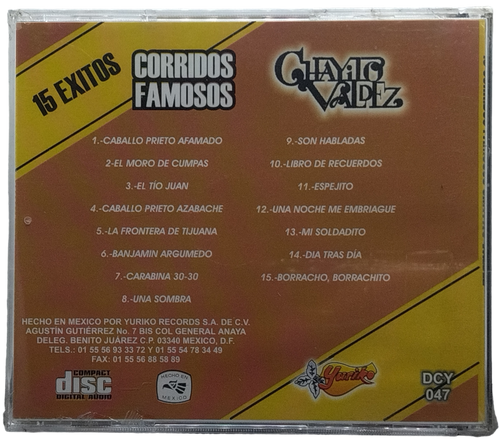 15 EXITOS
CORRIDOS
FAMOSOS
CHAYITO
VALDEZ
1.-CABALLO PRIETO AFAMADO
2-EL MORO DE CUMPAS
3.-EL TÍO JUAN
4.-CABALLO PRIETO AZABACHE
5.-LA FRONTERA DE TIJUANA
6.-BANJAMIN ARGUMEDO
7.-CARABINA 30-30
8.-UNA SOMBRA
9.-SON HABLADAS
10.-LIBRO DE RECUERDOS
11.-ESPEJITO
12.-UNA NOCHE ME EMBRIAGUE
13.-MI SOLDADITO
14.-DIA TRAS DÍA
15.-BORRACHO, BORRACHITO
HECHO EN MEXICO POR YURIKO RECORDS S.A. DE C.V.
AGUSTÍN GUTIÉRREZ No. 7 BIS COL GENERAL ANAYA
DELEG. BENITO JUÁREZ C.P. 03340 MEXICO, D.F.
TELS.: 01 55 56 93 33 72 Y 01 55 54 78 34 49
FAX: 01 55 56 88 58 89
COMPACT
disc
DIGITAL AUDIO
HECHO EN
MEXICO
Yuriko
DCY
047